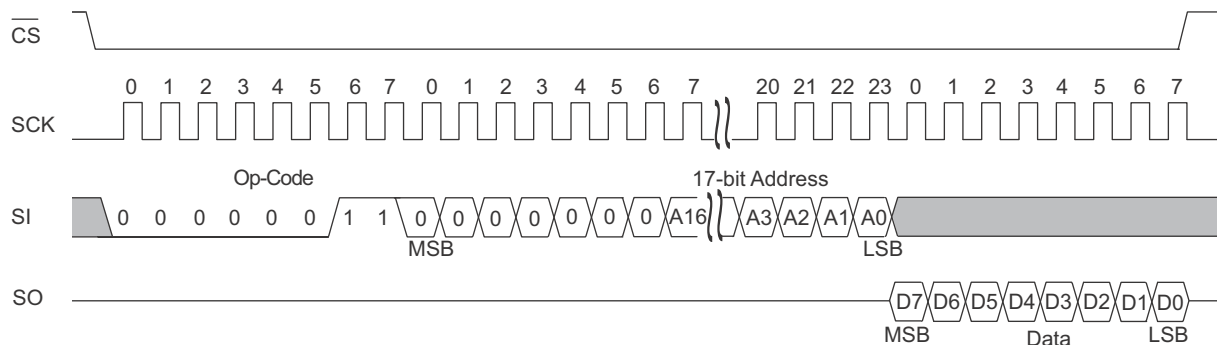 CS
0 1 2 3 4 5 6 7 0 1 2 3 4 5 6 7 20 21 22 23 0 1 2 3 4 5 6 7
SCK
Op-Code 17-bit Address
SI 0 0 0 0 0 0 1 1 0 0 0 0 0 0 0 A16 A3 A2 A1 A0
MSB LSB
SO D7 D6 D5 D4 D3 D2 D1 D0
MSB Data LSB